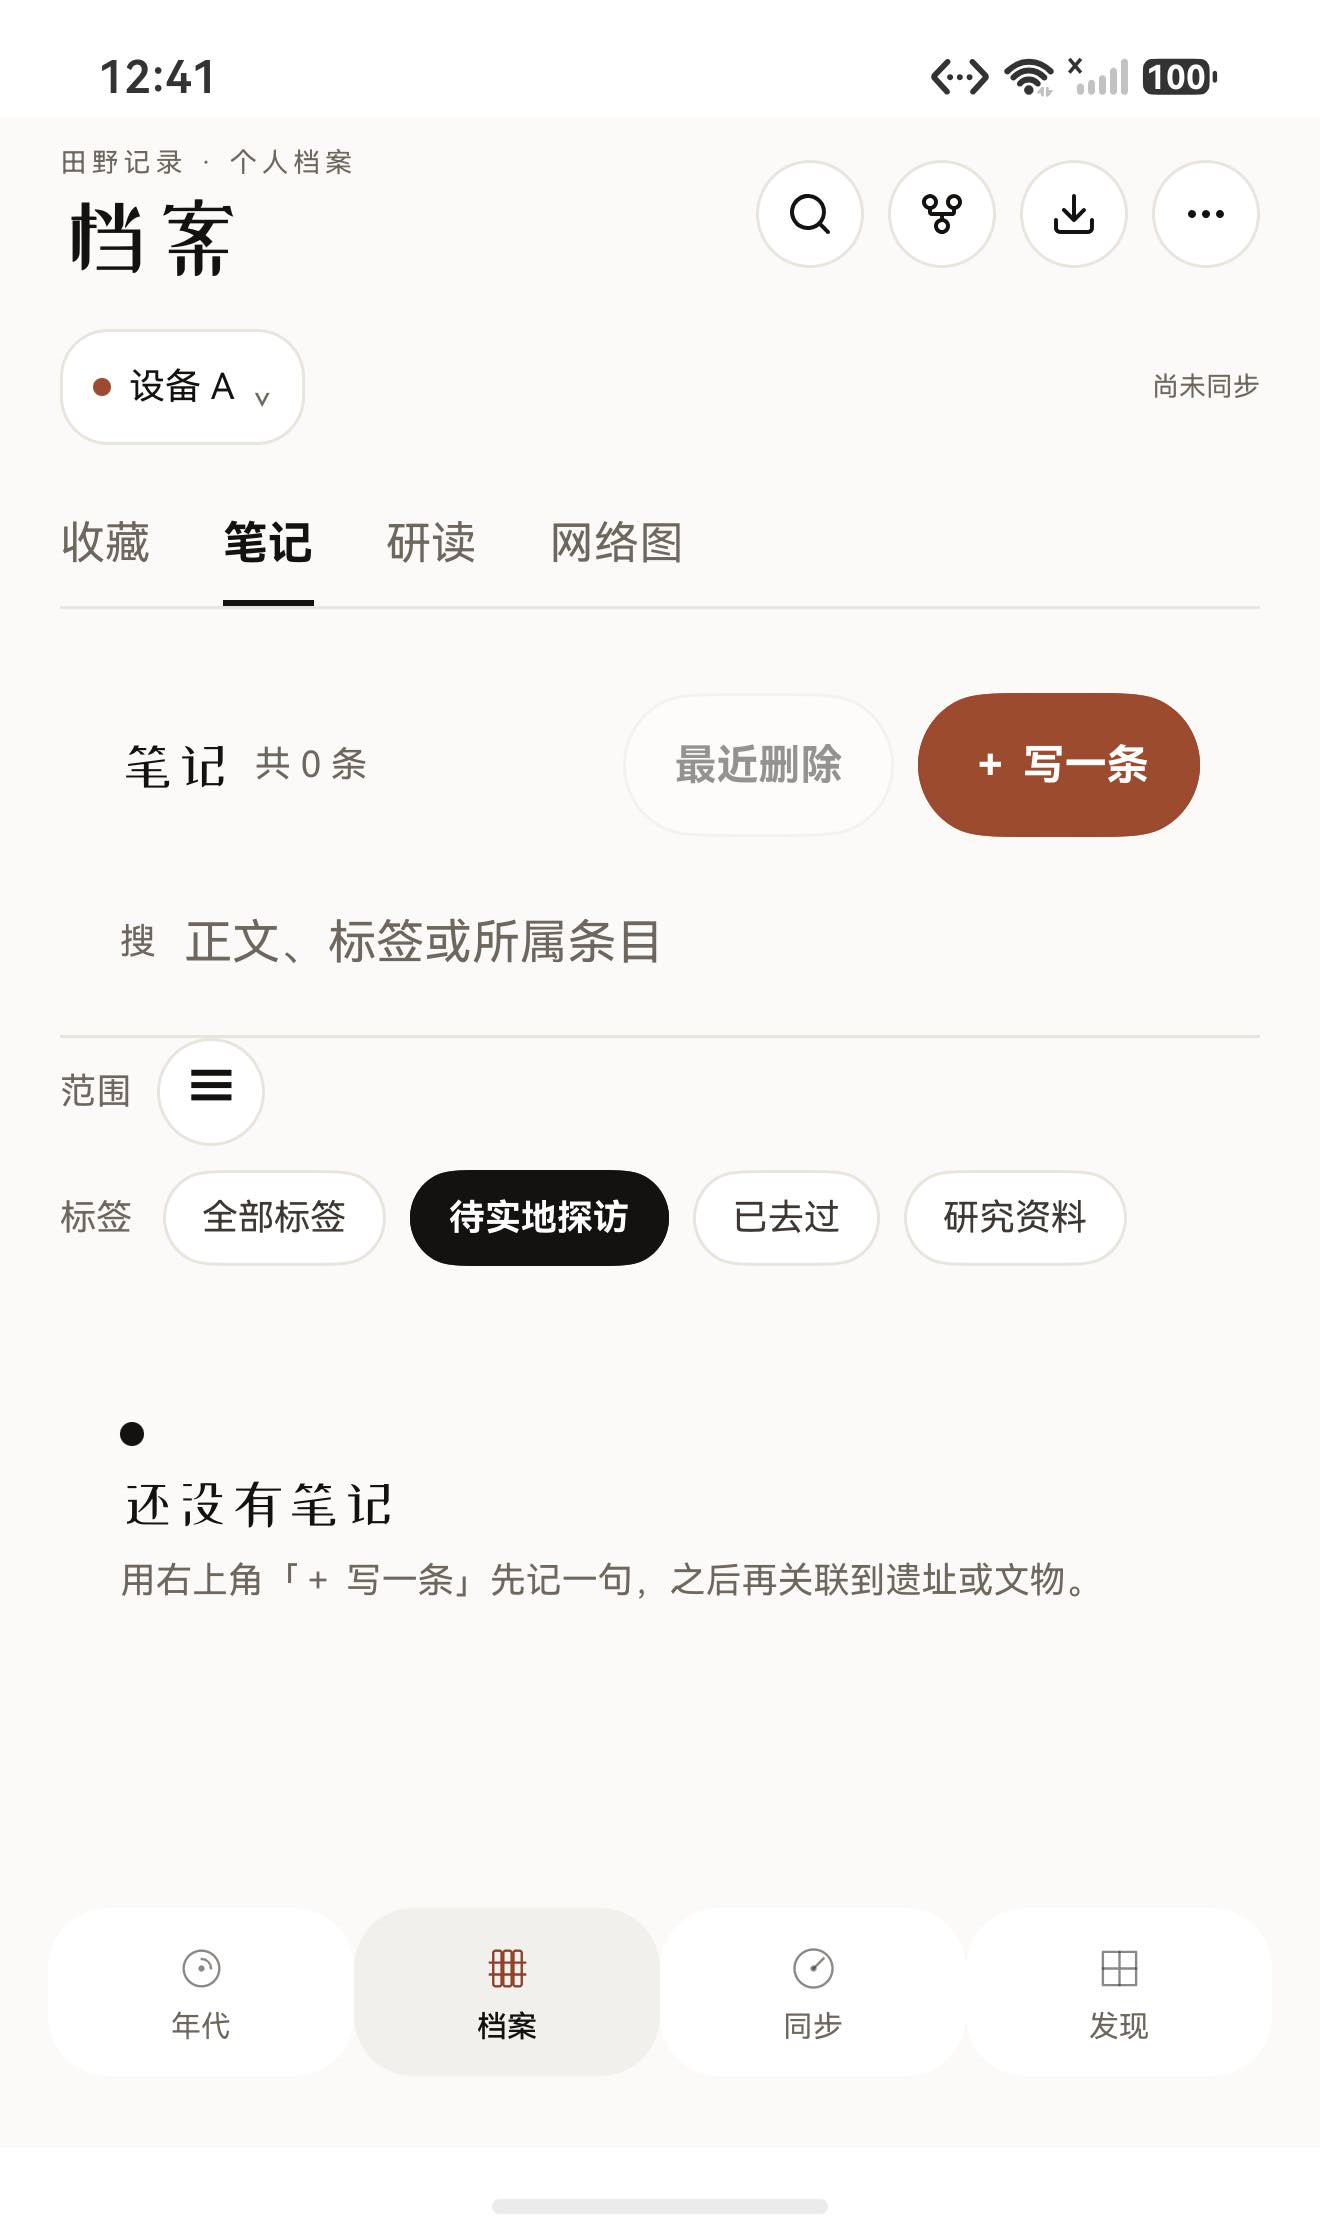 12:41
100
田野记录 · 个人档案
档案
设备 A
尚未同步
收藏 笔记 研读 网络图
笔记 共 0 条 最近删除 + 写一条
搜 正文、标签或所属条目
范围
标签 全部标签 待实地探访 已去过 研究资料
还没有笔记
用右上角「+ 写一条」先记一句，之后再关联到遗址或文物。
年代 档案 同步 发现